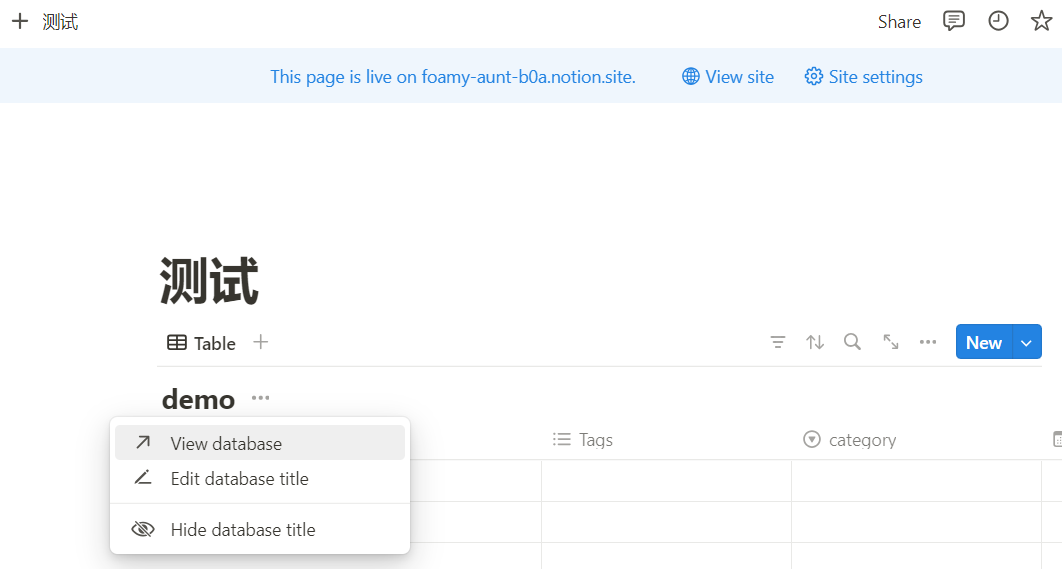 测试 Share
This page is live on foamy-aunt-b0a.notion.site. View site Site settings
测试
Table New
demo
Tags category
View database
Edit database title
Hide database title